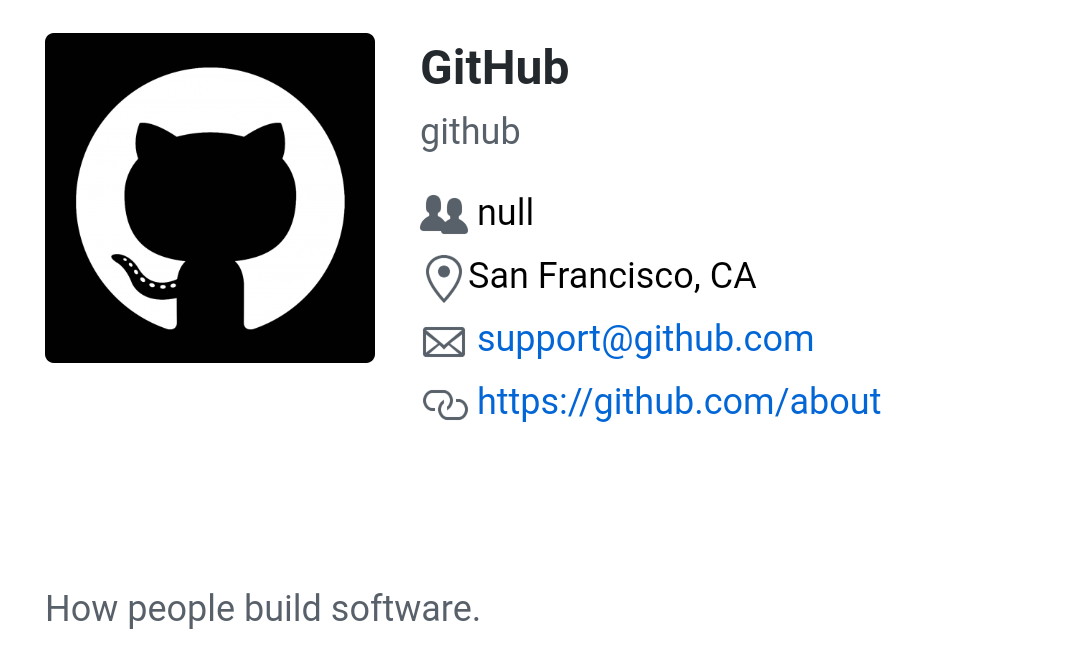 GitHub
github
null
San Francisco, CA
support@github.com
https://github.com/about
How people build software.